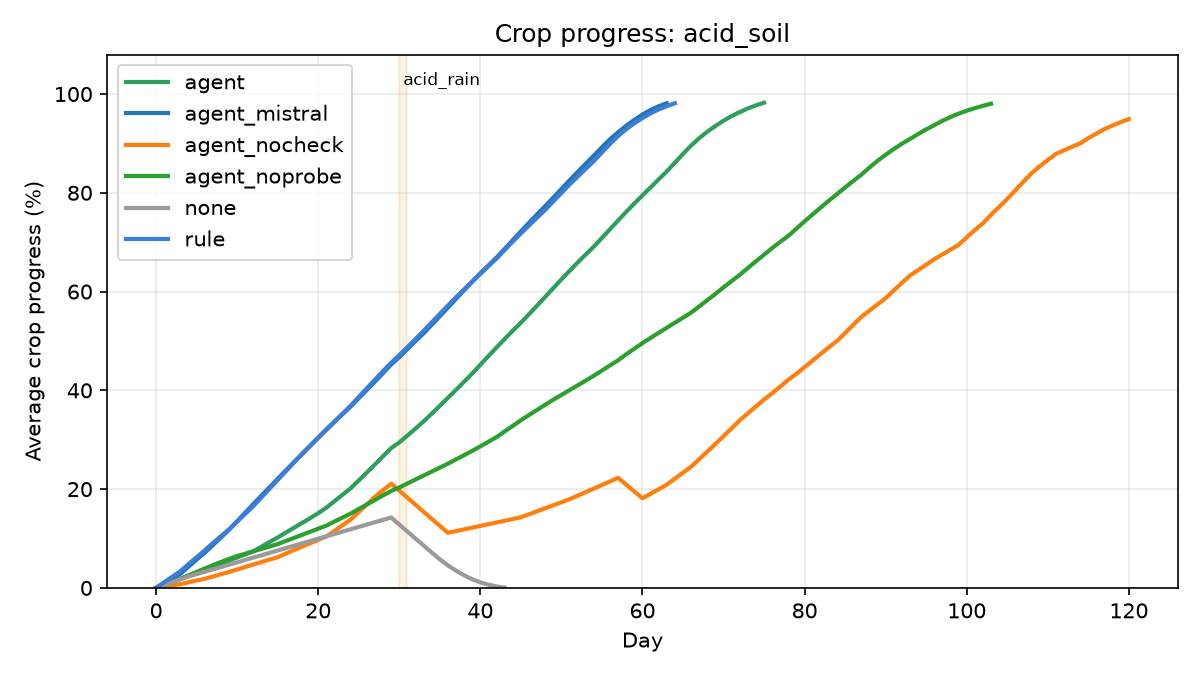 Crop progress: acid_soil
agent
agent_mistral
agent_nocheck
agent_noprobe
none
rule
acid_rain
Average crop progress (%)
100
80
60
40
20
0
0 20 40 60 80 100 120
Day